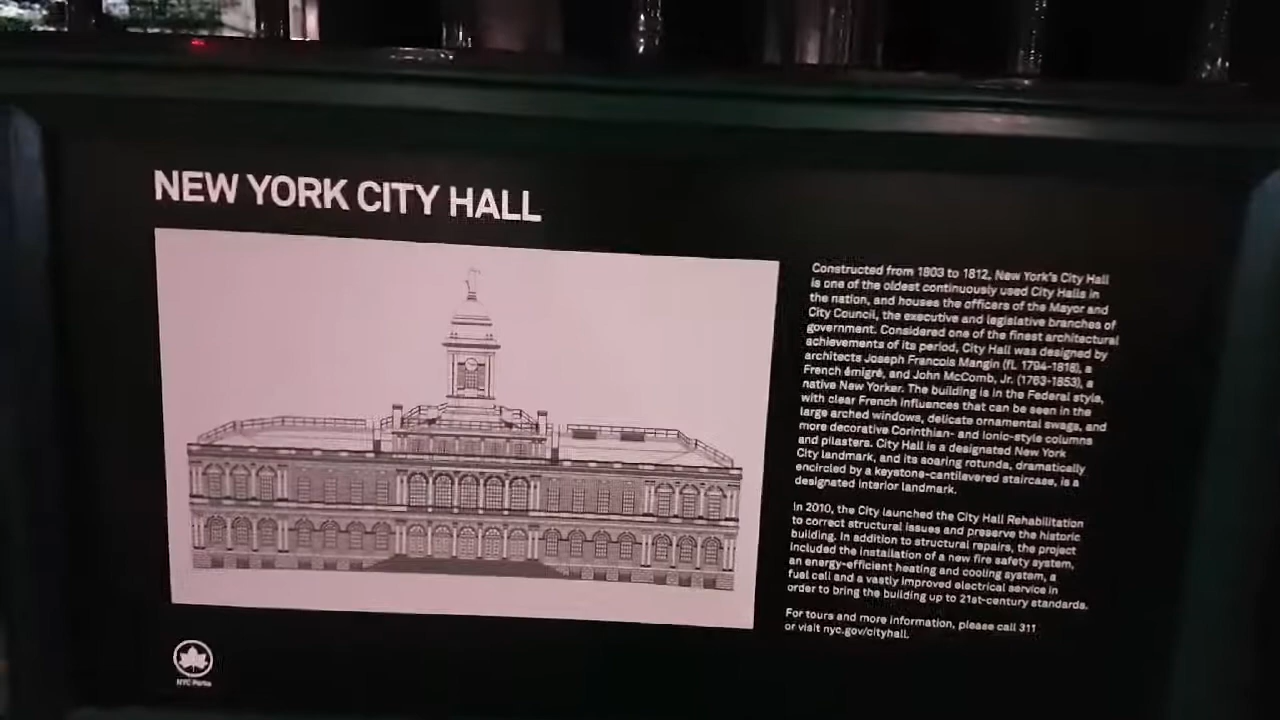 NEW YORK CITY HALL
Constructed from 1803 to 1812, New York's City Hall
is one of the oldest continuously used City Halls in
the nation, and houses the officers of the Mayor and
City Council, the executive and legislative branches of
government. Considered one of the finest architectural
achievements of its period, City Hall was designed by
architects Joseph Francois Mangin (fl. 1794-1818), a
French émigré, and John McComb, Jr. (1763-1853), a
native New Yorker. The building is in the Federal style,
with clear French influences that can be seen in the
large arched windows, delicate ornamental swags, and
more decorative Corinthian- and Ionic-style columns
and pilasters. City Hall is a designated New York
City landmark, and its soaring rotunda, dramatically
encircled by a keystone-cantilevered staircase, is a
designated interior landmark.
In 2010, the City launched the City Hall Rehabilitation
to correct structural issues and preserve the historic
building. In addition to structural repairs, the project
included the installation of a new fire safety system,
an energy-efficient heating and cooling system, a
fuel cell and a vastly improved electrical service in
order to bring the building up to 21st-century standards.
For tours and more information, please call 311
or visit nyc.gov/cityhall.
NYC Parks